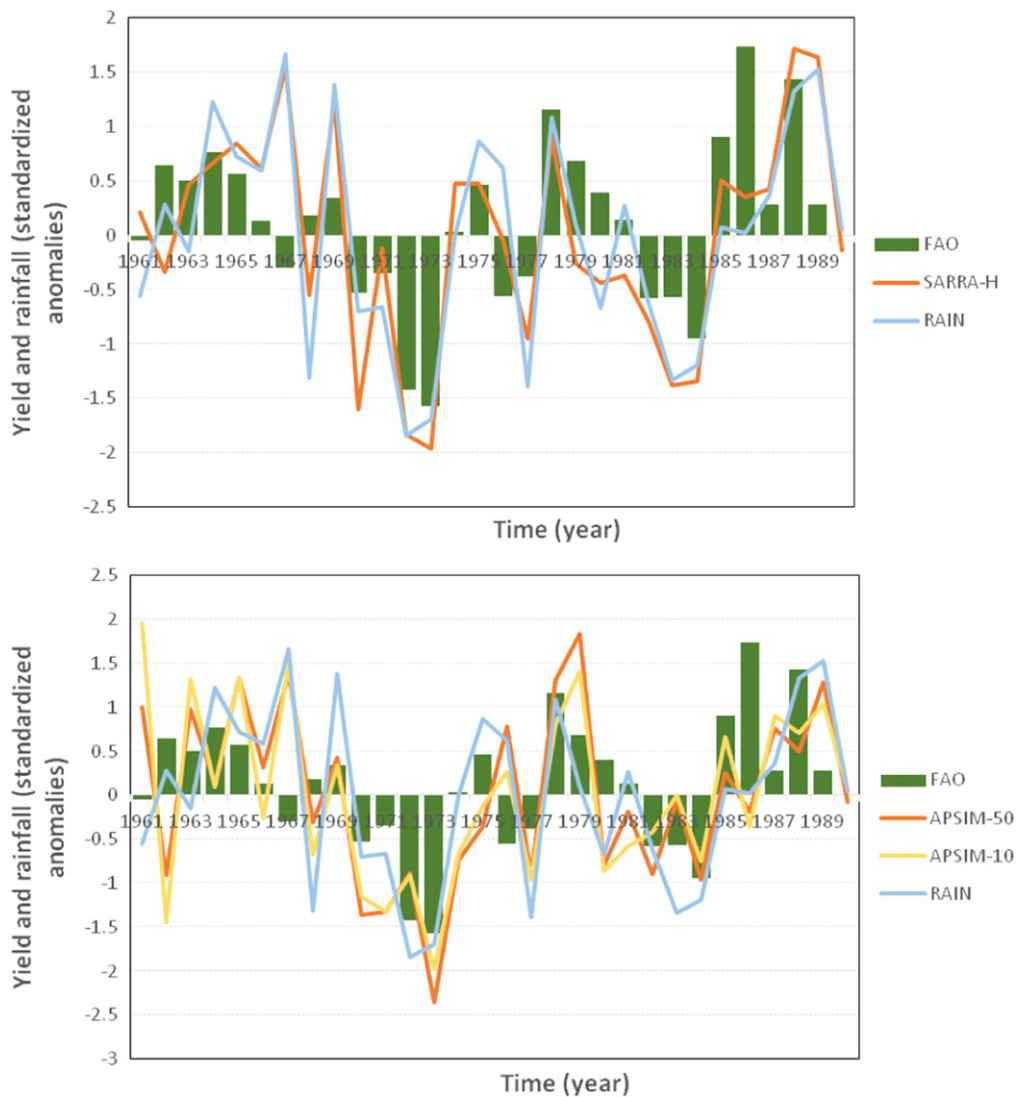 2
1.5
1
0.5
0
-0.5
-1
-1.5
-2
-2.5
Yield and rainfall (standardized
anomalies)
1961 1963 1965 1967 1969 1971 1973 1975 1977 1979 1981 1983 1985 1987 1989
Time (year)
FAO
SARRA-H
RAIN
2.5
2
1.5
1
0.5
0
-0.5
-1
-1.5
-2
-2.5
-3
Yield and rainfall (standardized
anomalies)
1961 1963 1965 1967 1969 1971 1973 1975 1977 1979 1981 1983 1985 1987 1989
Time (year)
FAO
APSIM-50
APSIM-10
RAIN